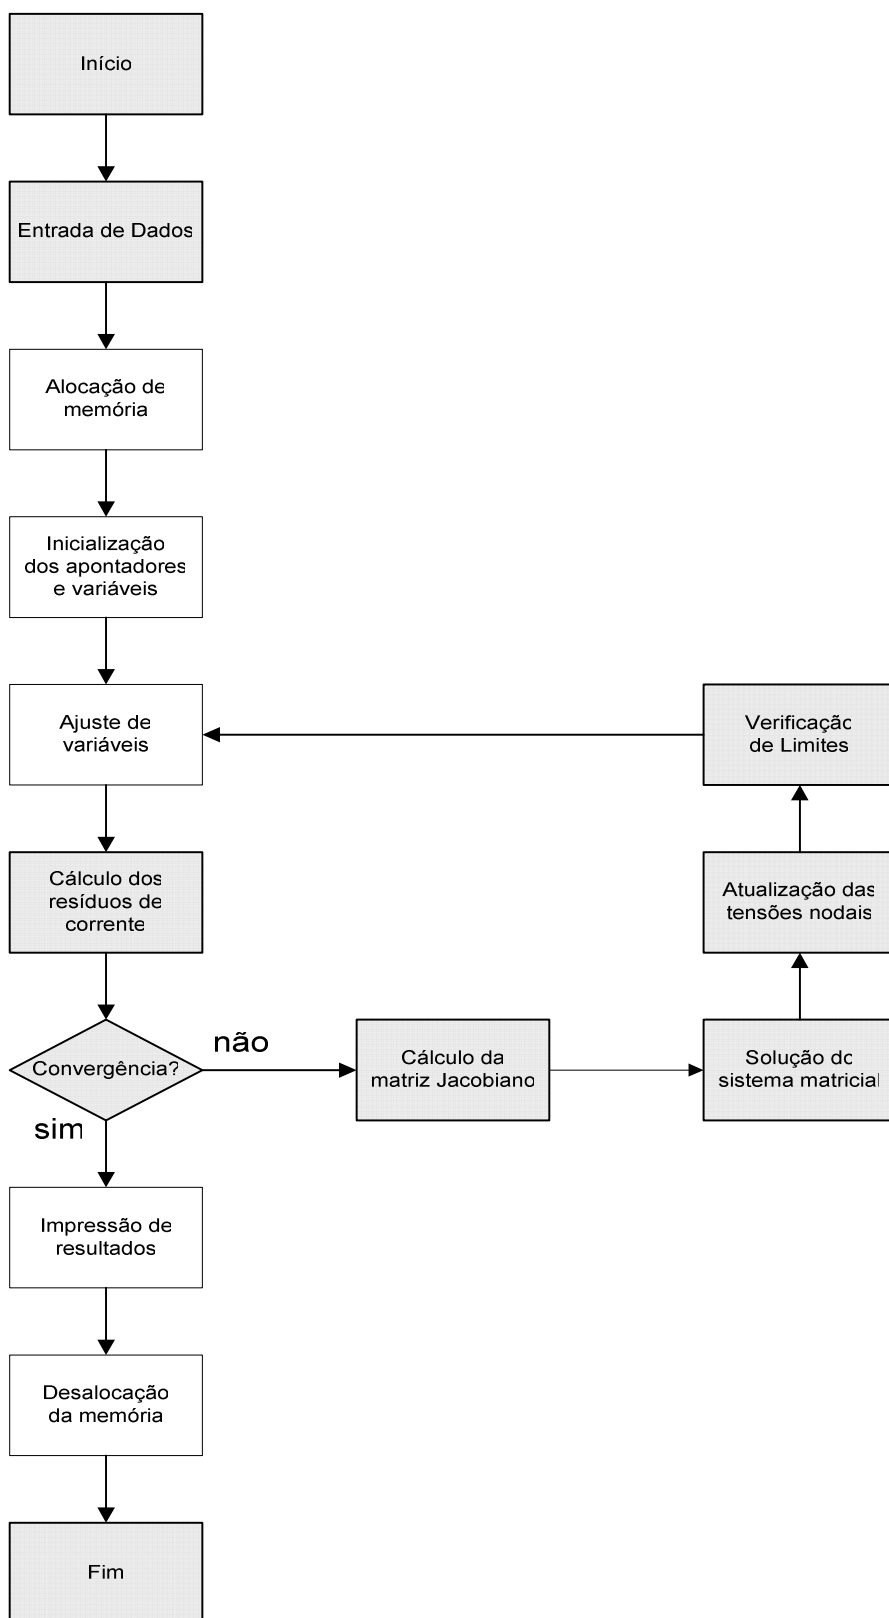 Início
Entrada de Dados
Alocação de
memória
Inicialização
dos apontadores
e variáveis
Ajuste de
variáveis
Verificação
de Limites
Cálculo dos
resíduos de
corrente
Atualização das
tensões nodais
Convergência?
não
sim
Cálculo da
matriz Jacobiano
Solução do
sistema matricial
Impressão de
resultados
Desalocação
da memória
Fim